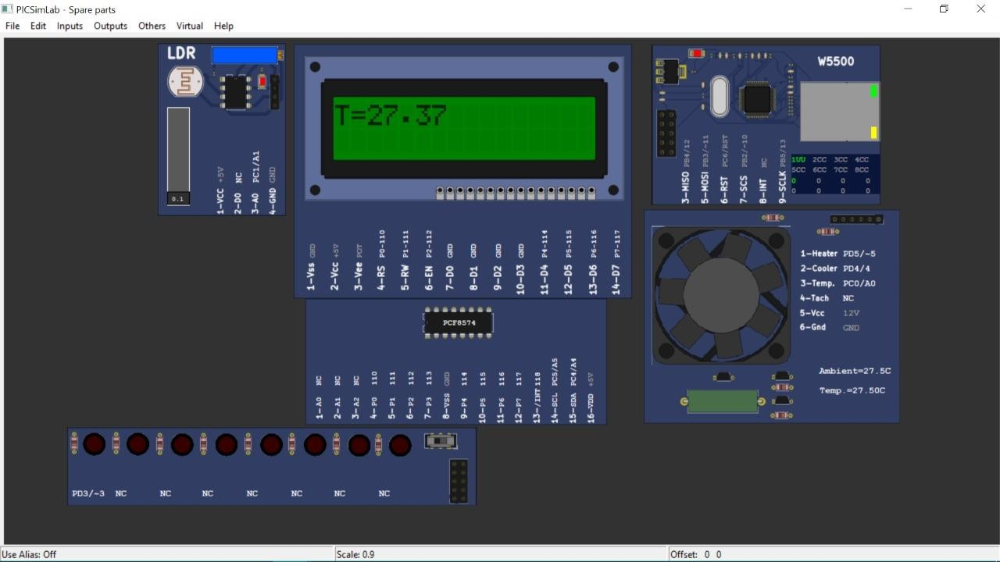 PICSimLab - Spare parts
File Edit Inputs Outputs Others Virtual Help
LDR
0.1
1-VCC +5V
2-DO NC
3-AO PC1/A1
4-GND GND
T=27.37
1-Vss GND
2-Vcc +5V
3-Vee POT
4-RS P0-110
5-RW P1-111
6-EN P2-112
7-D0 GND
8-D1 GND
9-D2 GND
10-D3 GND
11-D4 P4-114
12-D5 P5-115
13-D6 P6-116
14-D7 P7-117
W5500
3-MISO PB4/12
5-MOSI PB3/~11
6-RST PC6/RST
7-SCS PB2/~10
8-INT NC
9-SCLK PB5/13
1UU 2CC 3CC 4CC
5CC 6CC 7CC 8CC
0 0 0 0
0 0 0 0
1-Heater PD5/~5
2-Cooler PD4/4
3-Temp. PC0/A0
4-Tach NC
5-Vcc 12V
6-Gnd GND
Ambient=27.5C
Temp.=27.50C
PCF8574
1-A0 NC
2-A1 NC
3-A2 NC
4-P0 110
5-P1 111
6-P2 112
7-P3 113
8-VSS GND
9-P4 114
10-P5 115
11-P6 116
12-P7 117
13-/INT 118
14-SCL PC5/A5
15-SDA PC4/A4
16-VDD +5V
PD3/~3 NC NC NC NC NC NC NC
Use Alias: Off
Scale: 0.9
Offset: 0 0